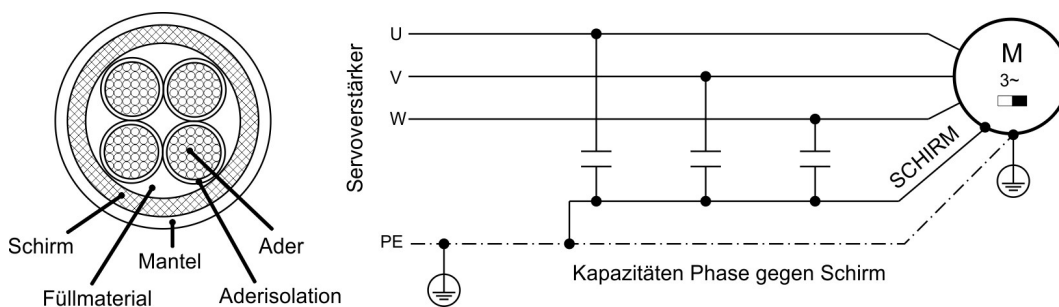 Schirm
Füllmaterial
Mantel
Aderisolation
Ader
Servoverstärker
U
V
W
PE
M
3~
SCHIRM
Kapazitäten Phase gegen Schirm